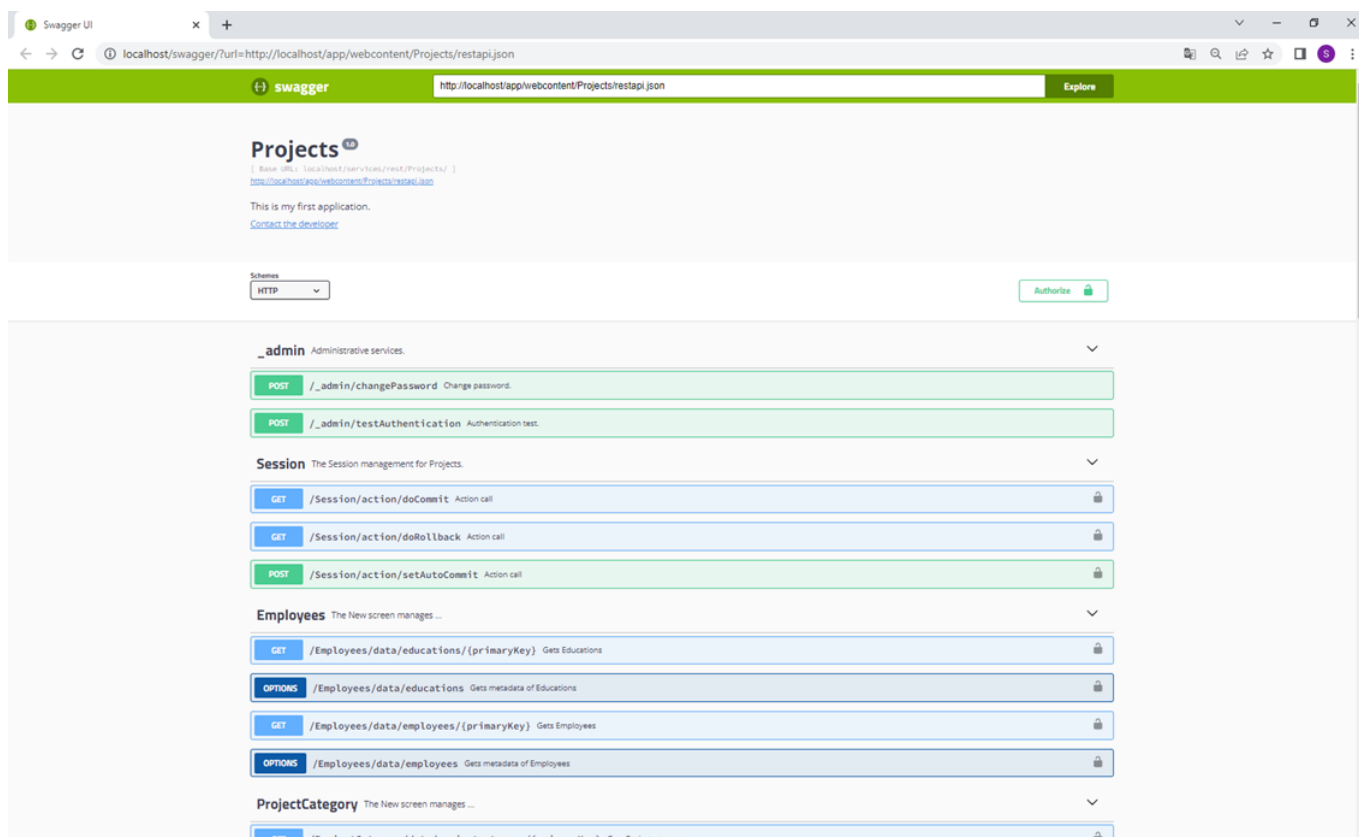 Swagger UI
localhost/swagger/?url=http://localhost/app/webcontent/Projects/restapi.json
S
swagger
http://localhost/app/webcontent/Projects/restapi.json
Explore
Projects 1.0
[ Base URL: localhost/services/rest/Projects/ ]
http://localhost/app/webcontent/Projects/restapi.json
This is my first application.
Contact the developer
Schemes
HTTP
Authorize
_admin Administrative services.
POST /_admin/changePassword Change password.
POST /_admin/testAuthentication Authentication test.
Session The Session management for Projects.
GET /Session/action/doCommit Action call
GET /Session/action/doRollback Action call
POST /Session/action/setAutoCommit Action call
Employees The New screen manages ...
GET /Employees/data/educations/{primaryKey} Gets Educations
OPTIONS /Employees/data/educations Gets metadata of Educations
GET /Employees/data/employees/{primaryKey} Gets Employees
OPTIONS /Employees/data/employees Gets metadata of Employees
ProjectCategory The New screen manages ...
GET